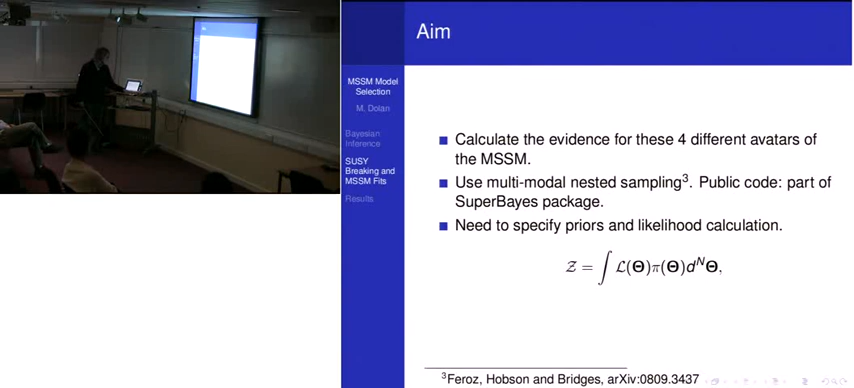 Aim
MSSM Model
Selection
M. Dolan
Bayesian
Inference
SUSY
Breaking and
MSSM Fits
Results
Calculate the evidence for these 4 different avatars of
the MSSM.
Use multi-modal nested sampling³. Public code: part of
SuperBayes package.
Need to specify priors and likelihood calculation.
𝒵 = ∫ ℒ(Θ)π(Θ)dᴺΘ,
³Feroz, Hobson and Bridges, arXiv:0809.3437